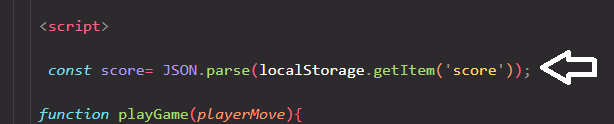 <script>
const score= JSON.parse(localStorage.getItem('score'));
function playGame(playerMove){